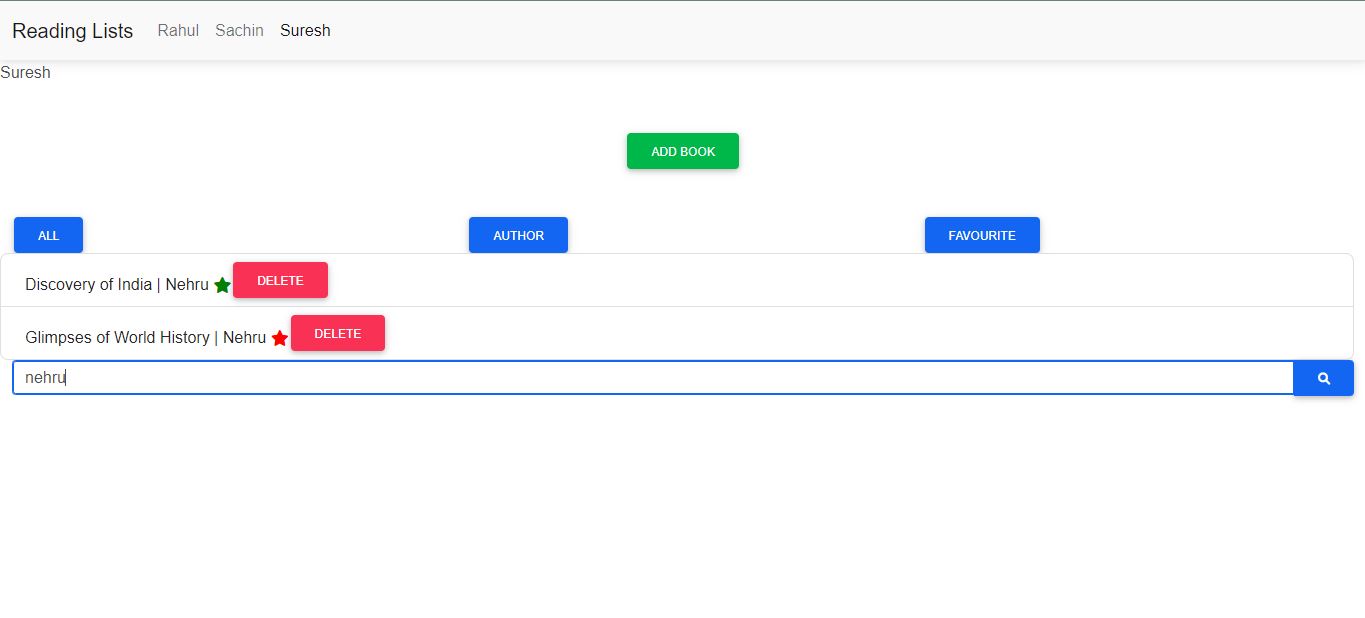 Reading Lists Rahul Sachin Suresh
Suresh
ADD BOOK
ALL AUTHOR FAVOURITE
Discovery of India | Nehru DELETE
Glimpses of World History | Nehru DELETE
nehru